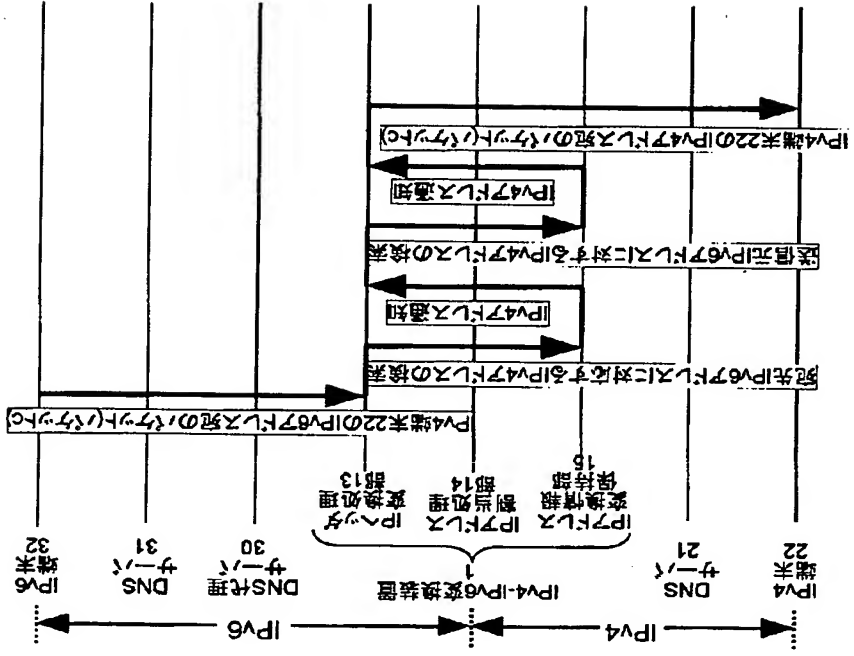 IPv4
IPv6
IPv4
端末
22
DNS
サーバ
21
IPv4-IPv6変換装置
1
IPアドレス
変換情報
保持部
15
IPアドレス
割当処理
部14
IPヘッダ
変換処理
部13
DNS代理
サーバ
30
DNS
サーバ
31
IPv6
端末
32
Pv4端末22のIPv6アドレス宛のパケット(パケットC)
宛先IPv6アドレスにに対応するIPv4アドレスの検索
IPv4アドレス通知
送信元IPv6アドレスにに対するIPv4アドレスの検索
IPv4アドレス通知
IPv4端末22のIPv4アドレス宛のパケット(パケットC)